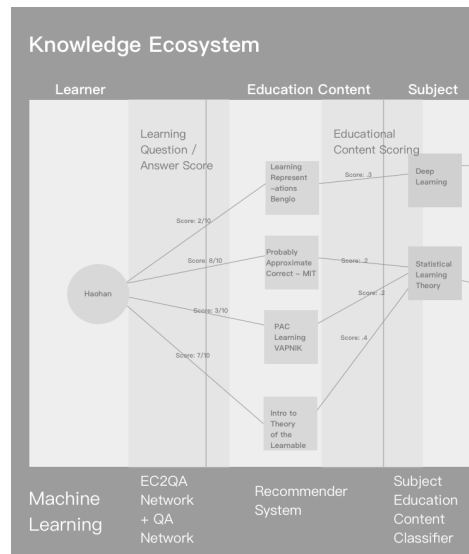 Knowledge Ecosystem
Learner
Education Content
Subject
Learning
Question /
Answer Score
Educational
Content Scoring
Learning
Represent
-ations
Bengio
Deep
Learning
Score: .3
Score: 2/10
Probably
Approximate
Correct - MIT
Statistical
Learning
Theory
Score: 8/10
Score: .2
Haohan
Score: .2
Score: 3/10
PAC
Learning
VAPNIK
Score: .4
Score: 7/10
Intro to
Theory
of the
Learnable
Machine
Learning
EC2QA
Network
+ QA
Network
Recommender
System
Subject
Education
Content
Classifier